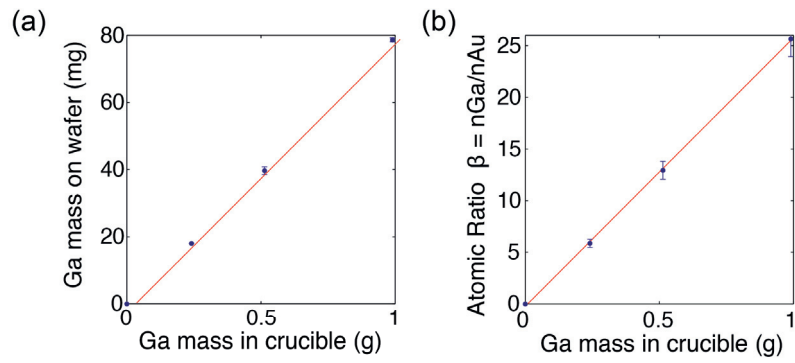 (a)
Ga mass on wafer (mg)
80
60
40
20
0
0
0.5
1
Ga mass in crucible (g)
(b)
Atomic Ratio β = nGa/nAu
25
20
15
10
5
0
0
0.5
1
Ga mass in crucible (g)